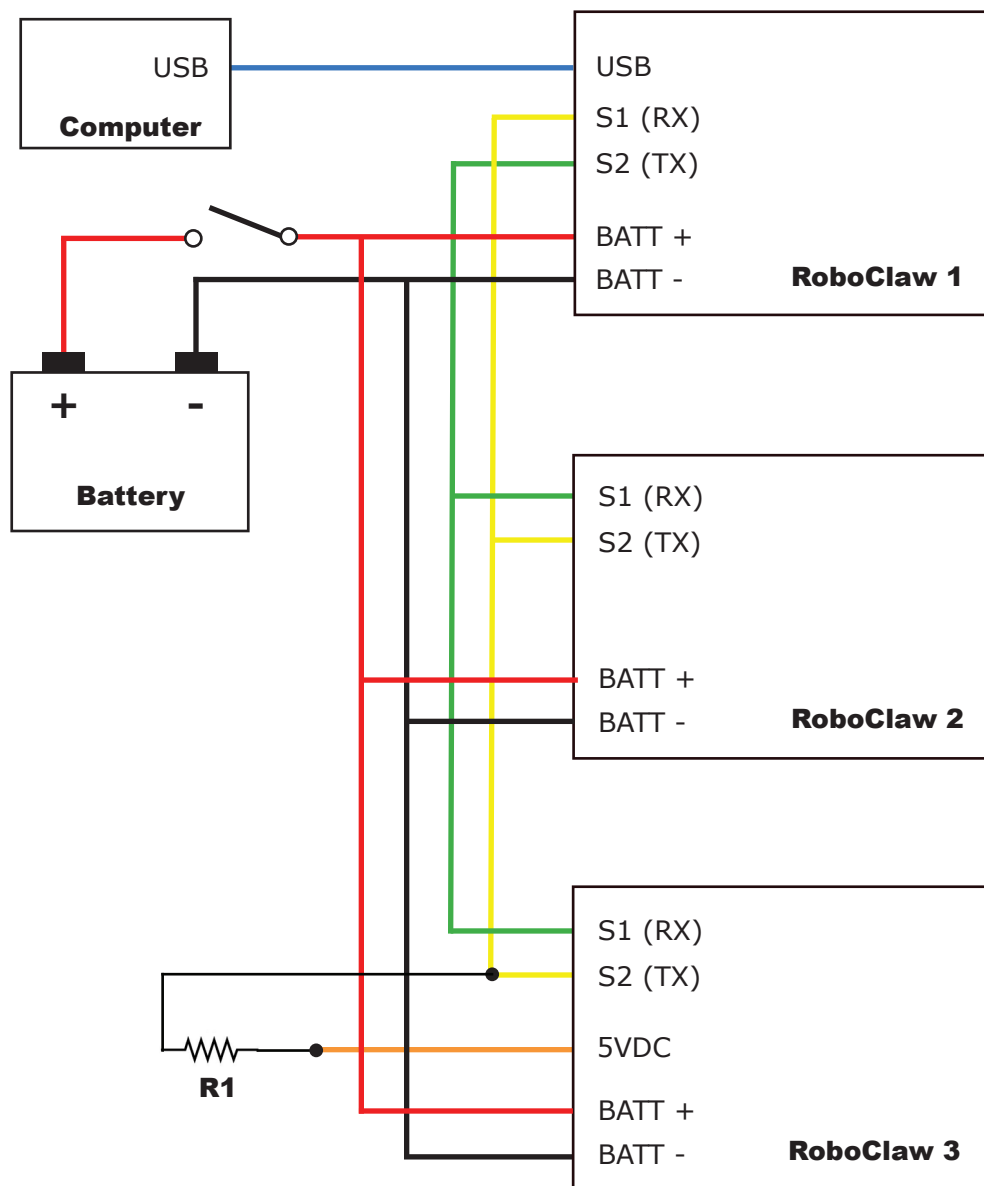 USB
Computer
USB
S1 (RX)
S2 (TX)
BATT +
BATT -
RoboClaw 1
+ -
Battery
S1 (RX)
S2 (TX)
BATT +
BATT -
RoboClaw 2
S1 (RX)
S2 (TX)
5VDC
R1
BATT +
BATT -
RoboClaw 3